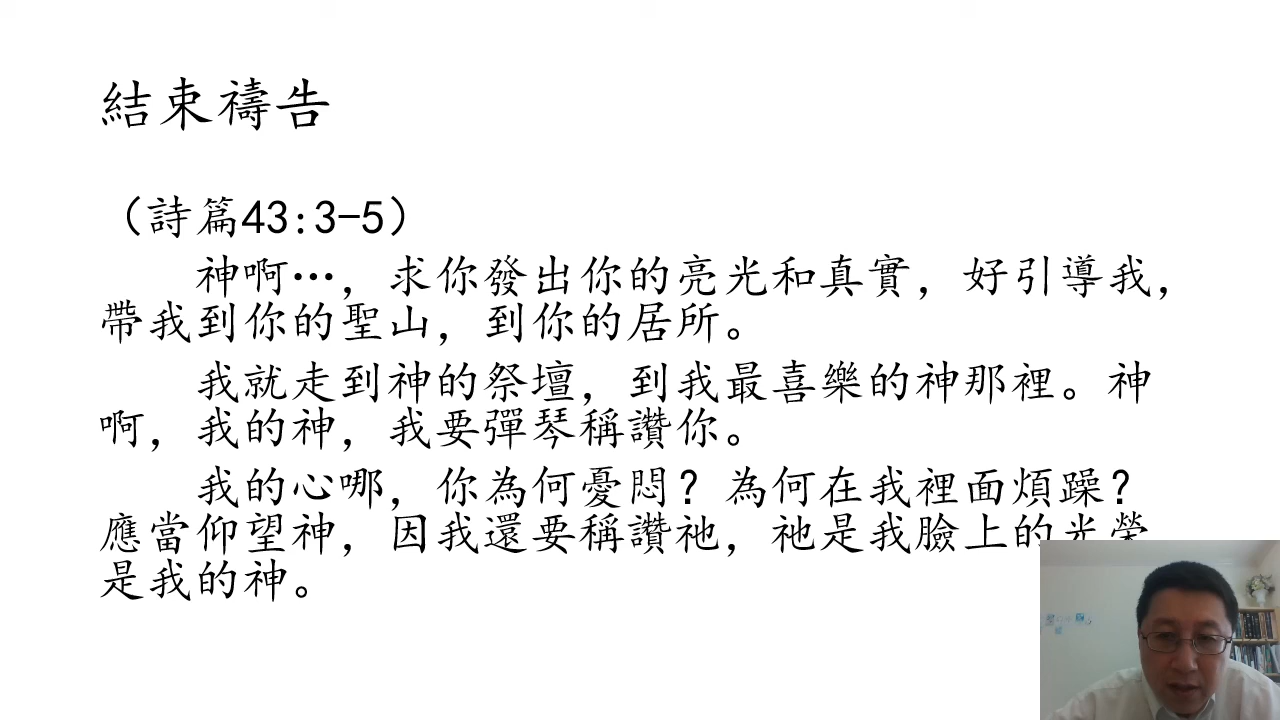 結束禱告
（詩篇43:3-5）
神啊…，求你發出你的亮光和真實，好引導我，
帶我到你的聖山，到你的居所。
我就走到神的祭壇，到我最喜樂的神那裡。神
啊，我的神，我要彈琴稱讚你。
我的心哪，你為何憂悶？為何在我裡面煩躁？
應當仰望神，因我還要稱讚祂，祂是我臉上的光榮
是我的神。